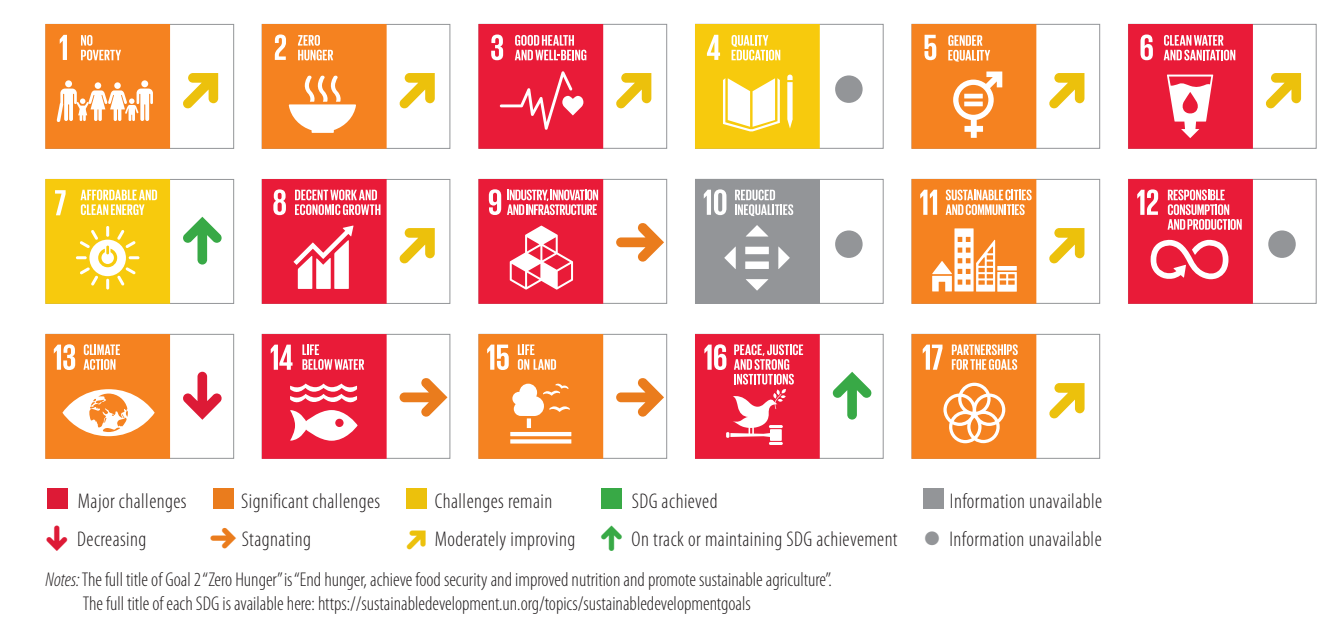 1 NO
POVERTY
2 ZERO
HUNGER
3 GOOD HEALTH
AND WELL-BEING
4 QUALITY
EDUCATION
5 GENDER
EQUALITY
6 CLEAN WATER
AND SANITATION
7 AFFORDABLE AND
CLEAN ENERGY
8 DECENT WORK AND
ECONOMIC GROWTH
9 INDUSTRY, INNOVATION
AND INFRASTRUCTURE
10 REDUCED
INEQUALITIES
11 SUSTAINABLE CITIES
AND COMMUNITIES
12 RESPONSIBLE
CONSUMPTION
AND PRODUCTION
13 CLIMATE
ACTION
14 LIFE
BELOW WATER
15 LIFE
ON LAND
16 PEACE, JUSTICE
AND STRONG
INSTITUTIONS
17 PARTNERSHIPS
FOR THE GOALS
Major challenges Significant challenges Challenges remain SDG achieved Information unavailable
Decreasing Stagnating Moderately improving On track or maintaining SDG achievement Information unavailable
Notes: The full title of Goal 2 “Zero Hunger” is “End hunger, achieve food security and improved nutrition and promote sustainable agriculture”.
The full title of each SDG is available here: https://sustainabledevelopment.un.org/topics/sustainabledevelopmentgoals